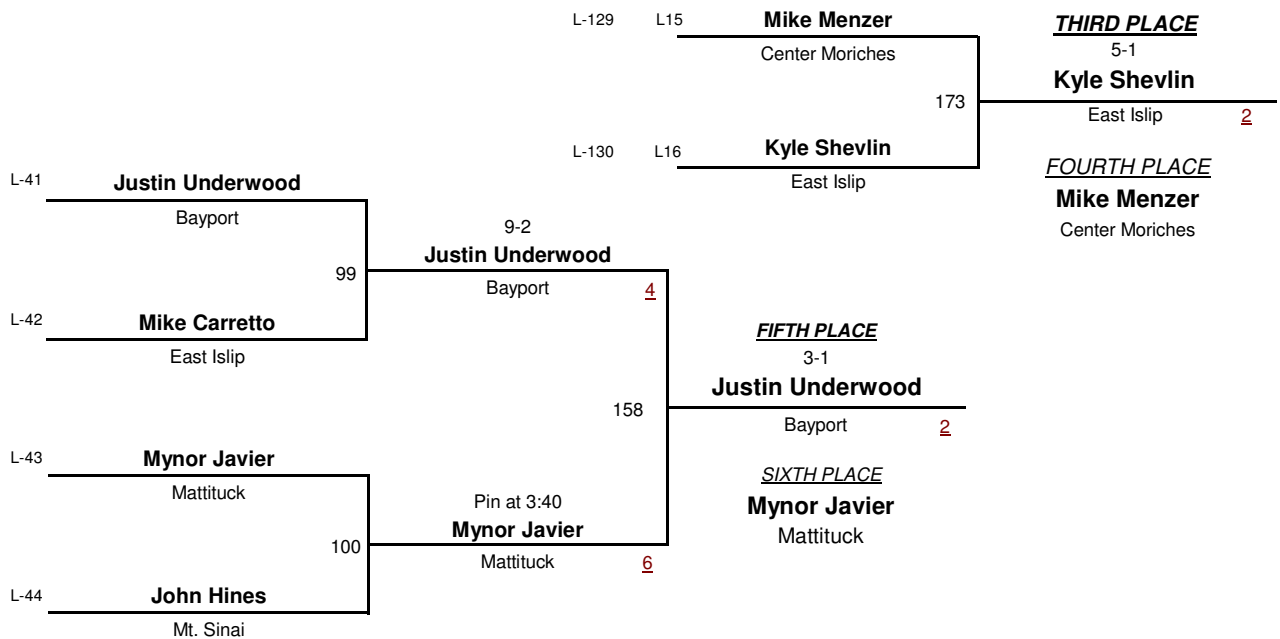 L-129 L15 Mike Menzer
Center Moriches
THIRD PLACE
5-1
173
Kyle Shevlin
East Islip 2
L-130 L16 Kyle Shevlin
East Islip
FOURTH PLACE
Mike Menzer
Center Moriches
L-41 Justin Underwood
Bayport
9-2
99
Justin Underwood
Bayport 4
L-42 Mike Carretto
East Islip
FIFTH PLACE
3-1
158
Justin Underwood
Bayport 2
L-43 Mynor Javier
Mattituck
SIXTH PLACE
Mynor Javier
Mattituck
Pin at 3:40
100
Mynor Javier
Mattituck 6
L-44 John Hines
Mt. Sinai